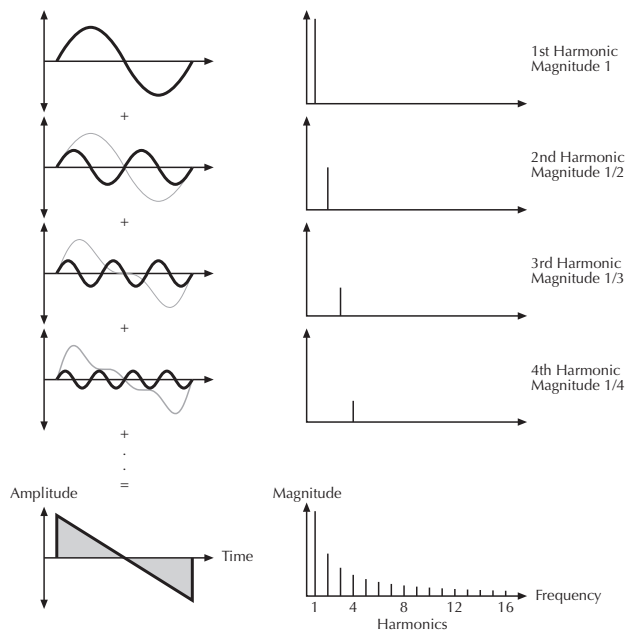 1st Harmonic
Magnitude 1
+
2nd Harmonic
Magnitude 1/2
+
3rd Harmonic
Magnitude 1/3
+
4th Harmonic
Magnitude 1/4
+
.
.
=
Amplitude
Magnitude
Time
Frequency
1 4 8 12 16
Harmonics